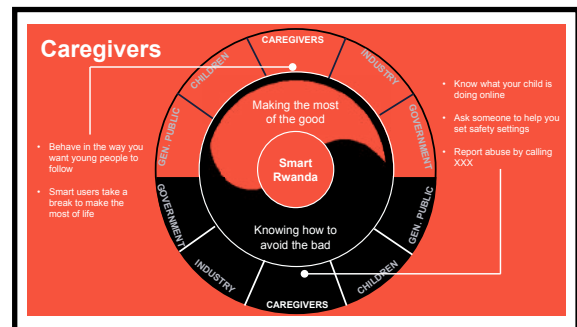 Caregivers
CAREGIVERS
CHILDREN
INDUSTRY
GEN. PUBLIC
GOVERNMENT
Making the most
of the good
Smart
Rwanda
Knowing how to
avoid the bad
GOVERNMENT
GEN. PUBLIC
INDUSTRY
CHILDREN
CAREGIVERS
• Behave in the way you
want young people to
follow
• Smart users take a
break to make the
most of life
• Know what your child is
doing online
• Ask someone to help you
set safety settings
• Report abuse by calling
XXX